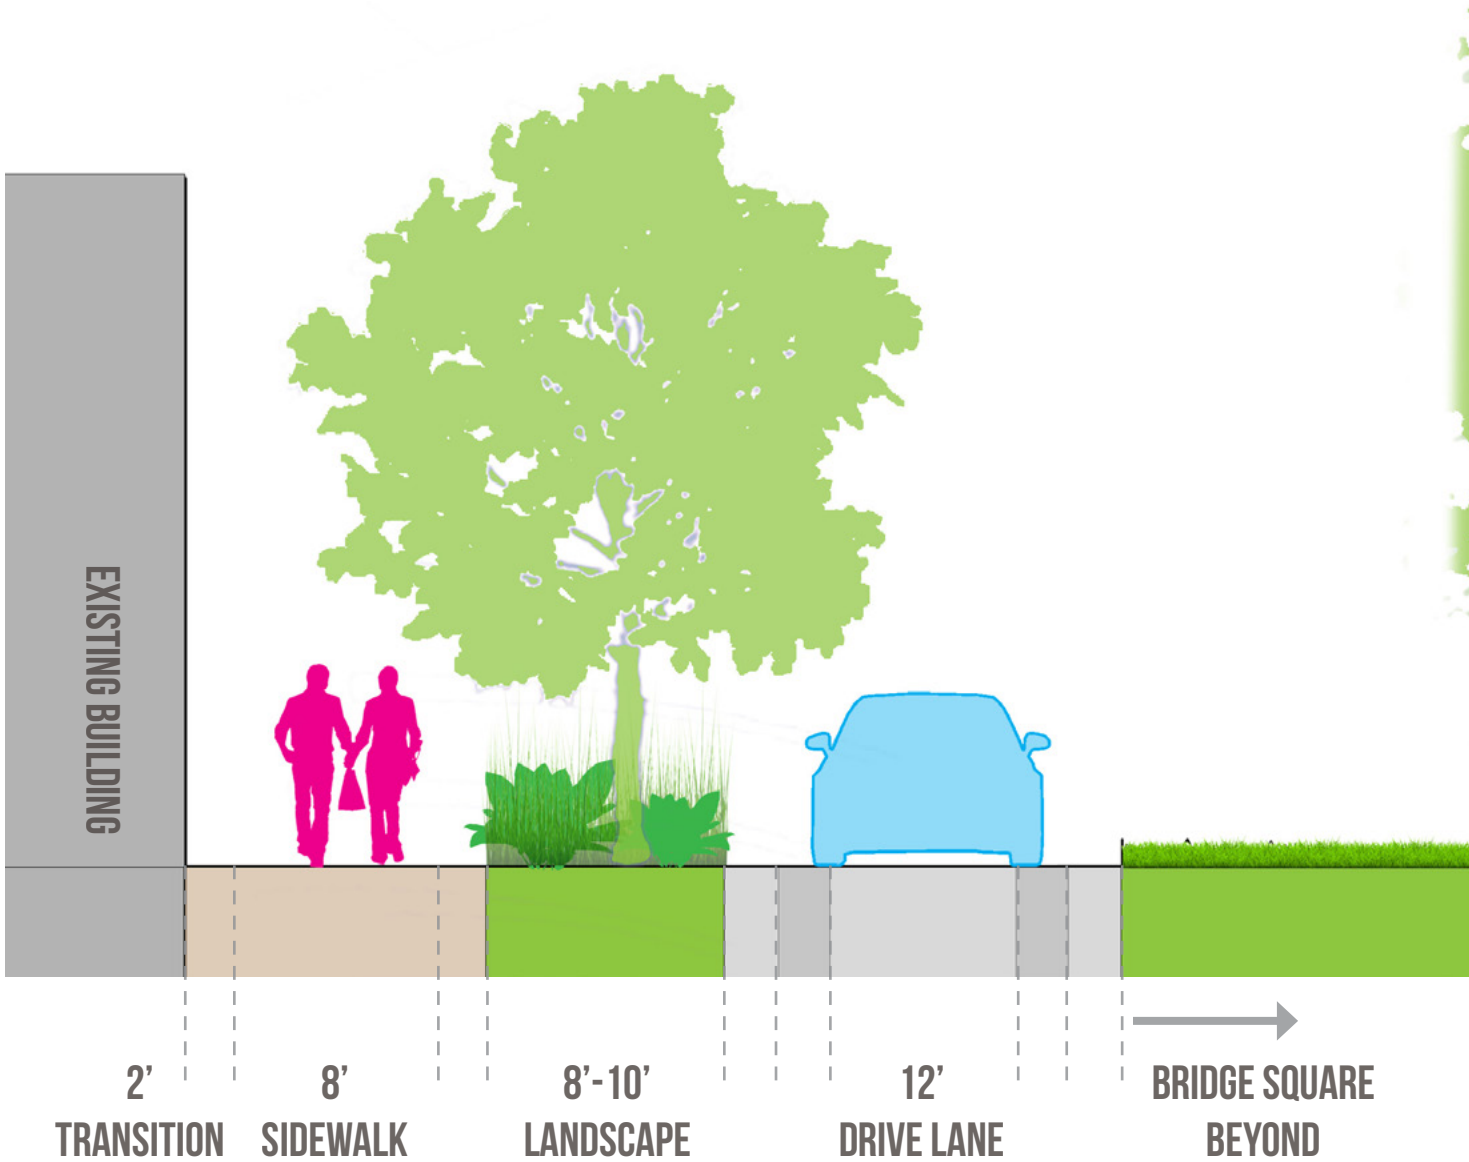 EXISTING BUILDING
2’
TRANSITION
8’
SIDEWALK
8’-10’
LANDSCAPE
12’
DRIVE LANE
BRIDGE SQUARE
BEYOND